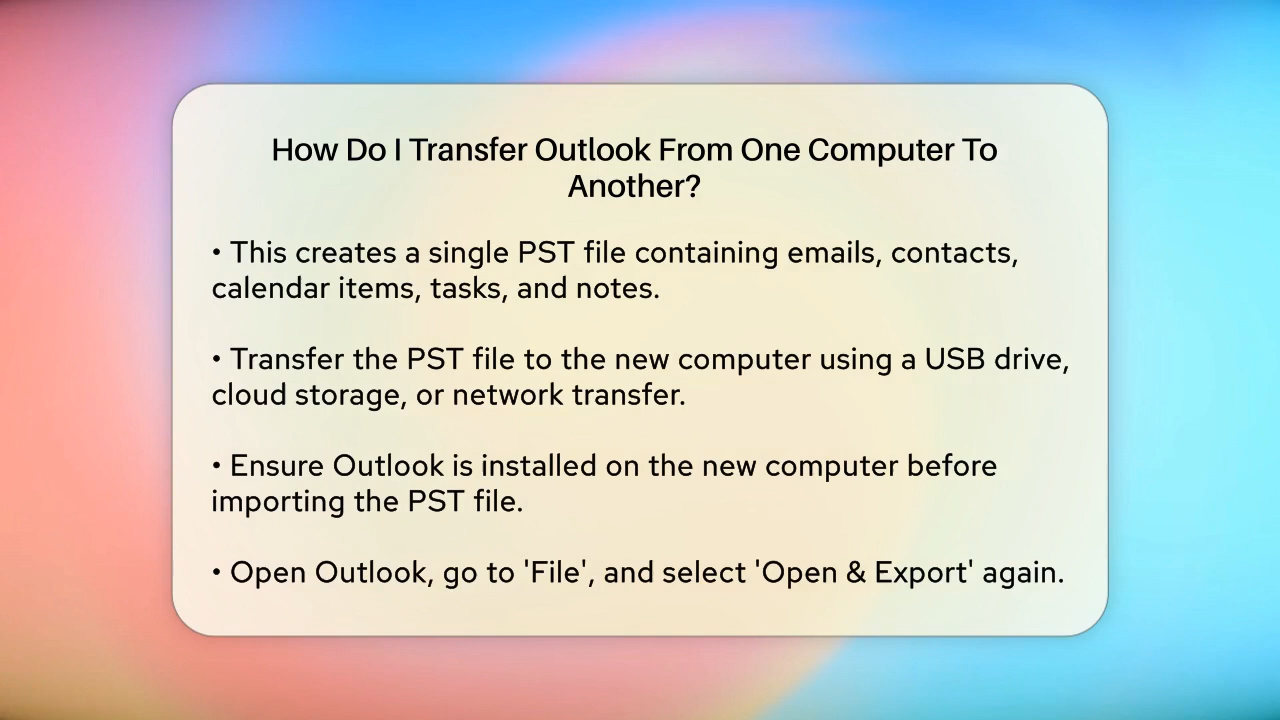 How Do I Transfer Outlook From One Computer To
Another?
• This creates a single PST file containing emails, contacts,
calendar items, tasks, and notes.
• Transfer the PST file to the new computer using a USB drive,
cloud storage, or network transfer.
• Ensure Outlook is installed on the new computer before
importing the PST file.
• Open Outlook, go to 'File', and select 'Open & Export' again.